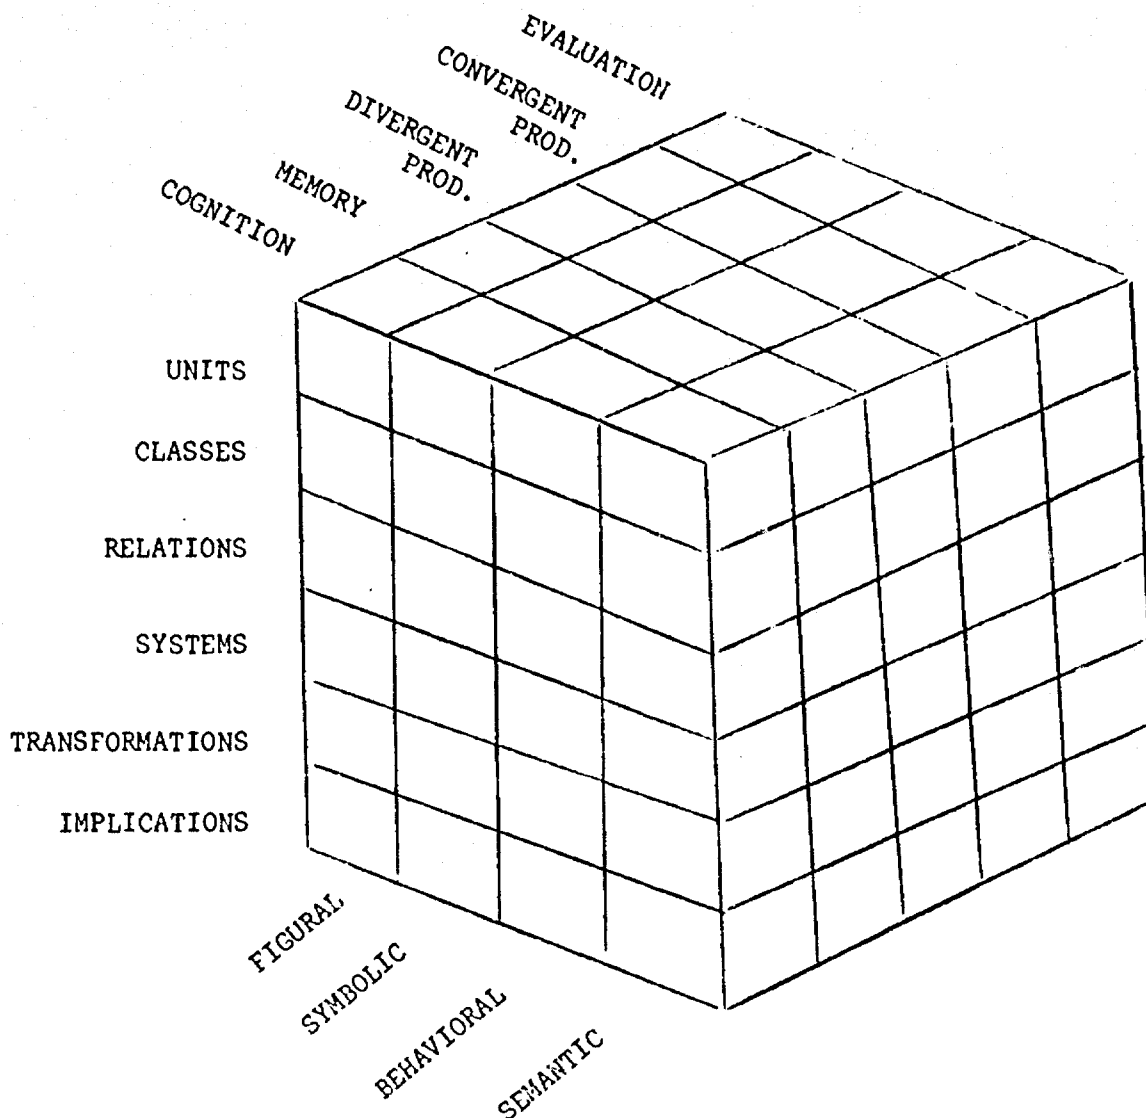 EVALUATION
CONVERGENT
PROD.
DIVERGENT
PROD.
MEMORY
COGNITION
UNITS
CLASSES
RELATIONS
SYSTEMS
TRANSFORMATIONS
IMPLICATIONS
FIGURAL
SYMBOLIC
BEHAVIORAL
SEMANTIC